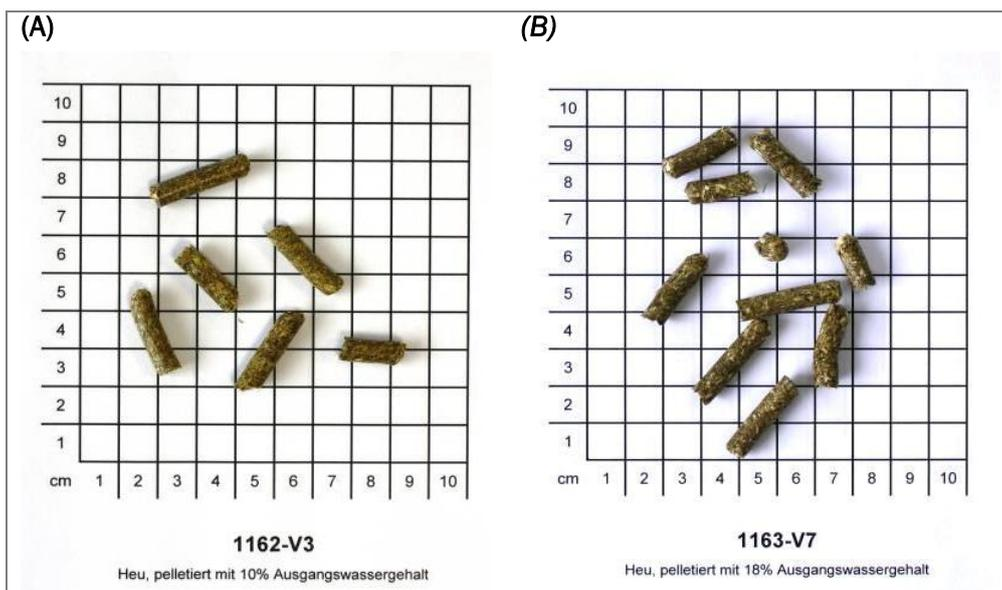 (A)
10
9
8
7
6
5
4
3
2
1
cm 1 2 3 4 5 6 7 8 9 10
1162-V3
Heu, pelletiert mit 10% Ausgangswassergehalt
(B)
10
9
8
7
6
5
4
3
2
1
cm 1 2 3 4 5 6 7 8 9 10
1163-V7
Heu, pelletiert mit 18% Ausgangswassergehalt